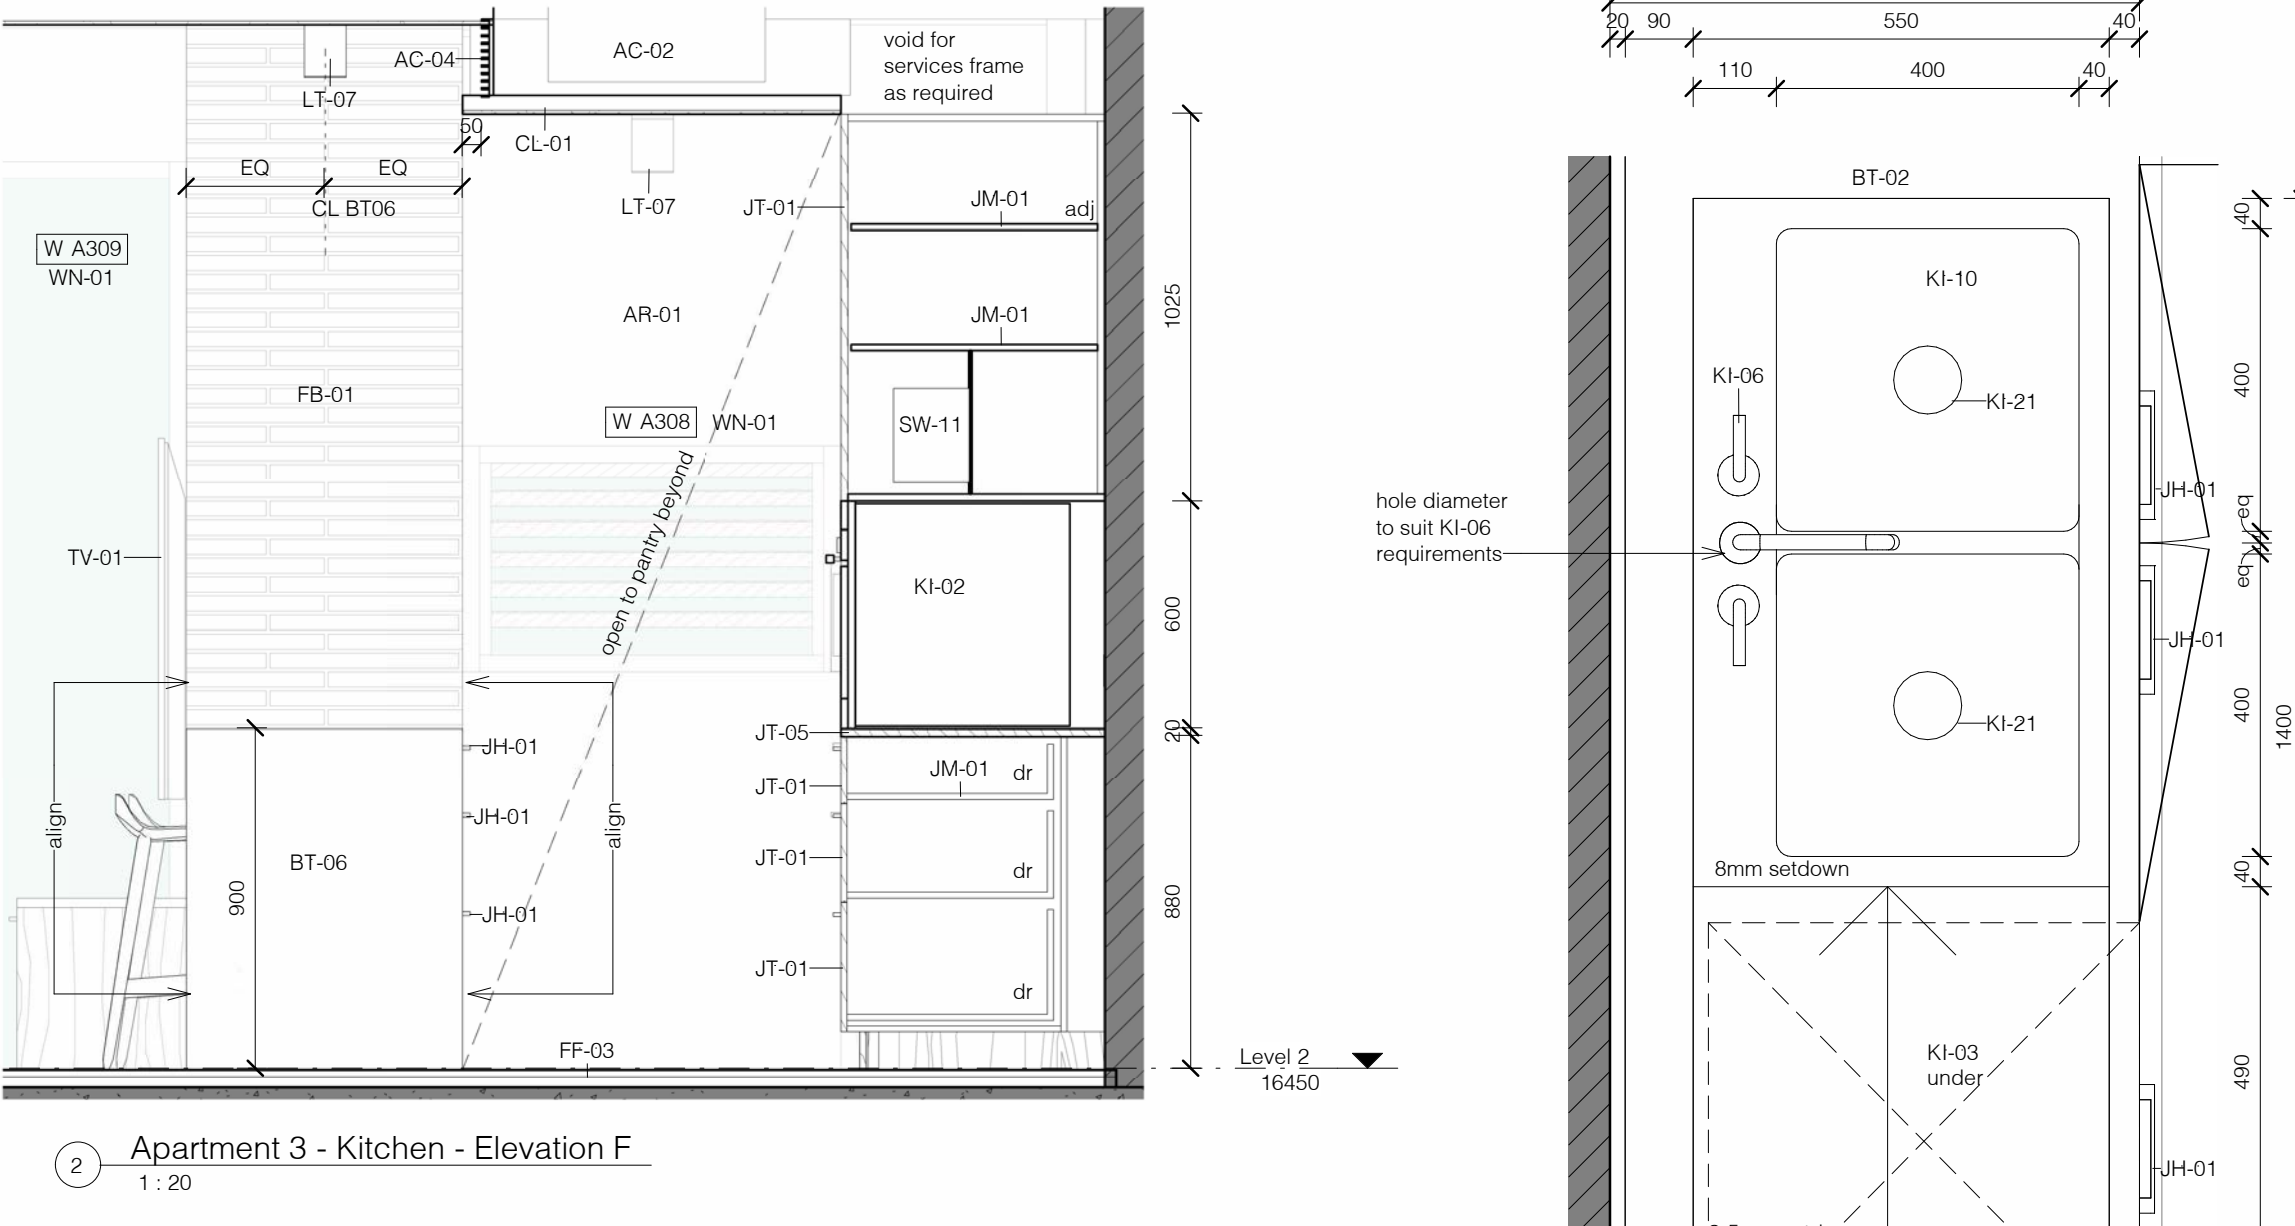 AC-04
AC-02
void for
services frame
as required
LT-07
50
CL-01
EQ
EQ
CL BT06
LT-07
JT-01
JM-01
adj
W A309
WN-01
AR-01
JM-01
1025
FB-01
W A308
WN-01
SW-11
open to pantry beyond
TV-01
KI-02
600
JT-05
20
JH-01
JM-01
dr
JT-01
JH-01
align
align
BT-06
JT-01
dr
900
880
JH-01
JT-01
dr
FF-03
Level 2
16450
2
Apartment 3 - Kitchen - Elevation F
1 : 20
20
90
550
40
110
400
40
BT-02
40
KI-10
KI-06
400
KI-21
JH-01
hole diameter
to suit KI-06
requirements
eq
eq
JH-01
400
KI-21
1400
8mm setdown
40
KI-03
under
490
JH-01